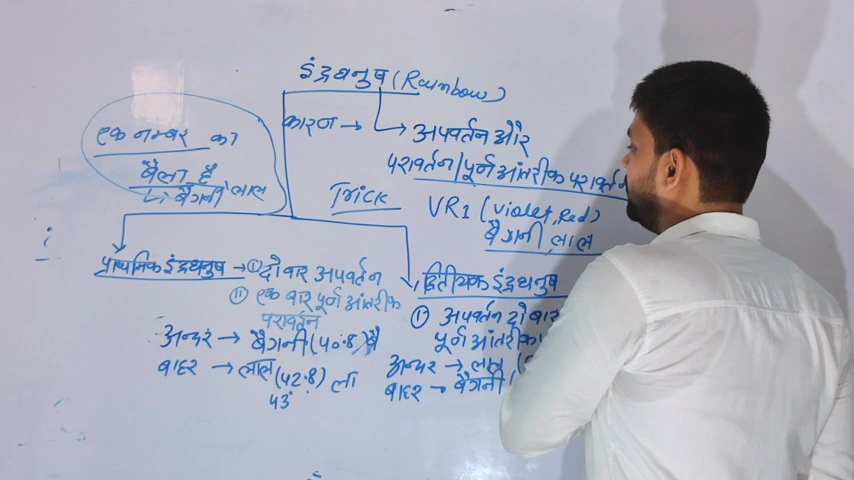 इंद्रधनुष (Rainbow)
कारण → → अपवर्तन और
परावर्तन/पूर्ण आंतरीक परावर्तन
एक नम्बर का
बैला है
बैगनी लाल
Trick
VR1 (Violet, Red)
बैगनी, लाल
प्राथमिक इंद्रधनुष → (i) दो बार अपवर्तन
(ii) एक बार पूर्ण आंतरीक
परावर्तन
अन्दर → बैगनी (40.8) बै
बाहर → लाल (42.8) ला
43
द्वितियक इंद्रधनुष
(i) अपवर्तन दो बार
पूर्ण आंतरीक
अन्दर → लाल
बाहर → बैगनी